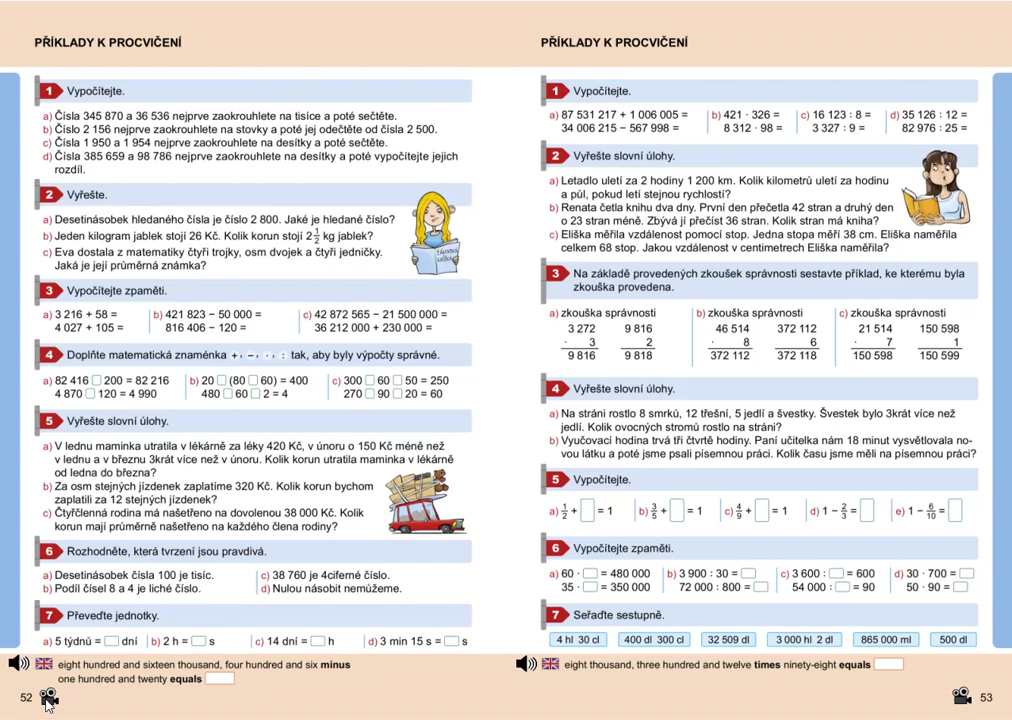 PŘÍKLADY K PROCVIČENÍ
1 Vypočítejte.
a) Čísla 345 870 a 36 536 nejprve zaokrouhlete na tisíce a poté sečtěte.
b) Číslo 2 156 nejprve zaokrouhlete na stovky a poté jej odečtěte od čísla 2 500.
c) Čísla 1 950 a 1 954 nejprve zaokrouhlete na desítky a poté sečtěte.
d) Čísla 385 659 a 98 786 nejprve zaokrouhlete na desítky a poté vypočítejte jejich
rozdíl.
2 Vyřešte.
a) Desetinásobek hledaného čísla je číslo 2 800. Jaké je hledané číslo?
b) Jeden kilogram jablek stojí 26 Kč. Kolik korun stojí 2 1/2 kg jablek?
c) Eva dostala z matematiky čtyři trojky, osm dvojek a čtyři jedničky.
Jaká je její průměrná známka?
3 Vypočítejte zpaměti.
a) 3 216 + 58 = b) 421 823 − 50 000 = c) 42 872 565 − 21 500 000 =
4 027 + 105 = 816 406 − 120 = 36 212 000 + 230 000 =
4 Doplňte matematická znaménka +, −, ·, : tak, aby byly výpočty správné.
a) 82 416 □ 200 = 82 216 b) 20 □ (80 □ 60) = 400 c) 300 □ 60 □ 50 = 250
4 870 □ 120 = 4 990 480 □ 60 □ 2 = 4 270 □ 90 □ 20 = 60
5 Vyřešte slovní úlohy.
a) V lednu maminka utratila v lékárně za léky 420 Kč, v únoru o 150 Kč méně než
v lednu a v březnu 3krát více než v únoru. Kolik korun utratila maminka v lékárně
od ledna do března?
b) Za osm stejných jízdenek zaplatíme 320 Kč. Kolik korun bychom
zaplatili za 12 stejných jízdenek?
c) Čtyřčlenná rodina má našetřeno na dovolenou 38 000 Kč. Kolik
korun mají průměrně našetřeno na každého člena rodiny?
6 Rozhodněte, která tvrzení jsou pravdivá.
a) Desetinásobek čísla 100 je tisíc. c) 38 760 je 4ciferné číslo.
b) Podíl čísel 8 a 4 je liché číslo. d) Nulou násobit nemůžeme.
7 Převeďte jednotky.
a) 5 týdnů = □ dní b) 2 h = □ s c) 14 dní = □ h d) 3 min 15 s = □ s
eight hundred and sixteen thousand, four hundred and six minus
one hundred and twenty equals
52
PŘÍKLADY K PROCVIČENÍ
1 Vypočítejte.
a) 87 531 217 + 1 006 005 = b) 421 · 326 = c) 16 123 : 8 = d) 35 126 : 12 =
34 006 215 − 567 998 = 8 312 · 98 = 3 327 : 9 = 82 976 : 25 =
2 Vyřešte slovní úlohy.
a) Letadlo uletí za 2 hodiny 1 200 km. Kolik kilometrů uletí za hodinu
a půl, pokud letí stejnou rychlostí?
b) Renata četla knihu dva dny. První den přečetla 42 stran a druhý den
o 23 stran méně. Zbývá jí přečíst 36 stran. Kolik stran má kniha?
c) Eliška měřila vzdálenost pomocí stop. Jedna stopa měří 38 cm. Eliška naměřila
celkem 68 stop. Jakou vzdálenost v centimetrech Eliška naměřila?
3 Na základě provedených zkoušek správnosti sestavte příklad, ke kterému byla
zkouška provedena.
a) zkouška správnosti b) zkouška správnosti c) zkouška správnosti
3 272 9 816 46 514 372 112 21 514 150 598
· 3 2 · 8 6 · 7 1
9 816 9 818 372 112 372 118 150 598 150 599
4 Vyřešte slovní úlohy.
a) Na stráni rostlo 8 smrků, 12 třešní, 5 jedlí a švestky. Švestek bylo 3krát více než
jedlí. Kolik ovocných stromů rostlo na stráni?
b) Vyučovací hodina trvá tři čtvrtě hodiny. Paní učitelka nám 18 minut vysvětlovala no-
vou látku a poté jsme psali písemnou práci. Kolik času jsme měli na písemnou práci?
5 Vypočítejte.
a) 1/2 + □ = 1 b) 3/5 + □ = 1 c) 4/9 + □ = 1 d) 1 − 2/3 = □ e) 1 − 6/10 = □
6 Vypočítejte zpaměti.
a) 60 · □ = 480 000 b) 3 900 : 30 = □ c) 3 600 : □ = 600 d) 30 · 700 = □
35 · □ = 350 000 72 000 : 800 = □ 54 000 : □ = 90 50 · 90 = □
7 Seřaďte sestupně.
4 hl 30 cl 400 dl 300 cl 32 509 dl 3 000 hl 2 dl 865 000 ml 500 dl
eight thousand, three hundred and twelve times ninety-eight equals
53